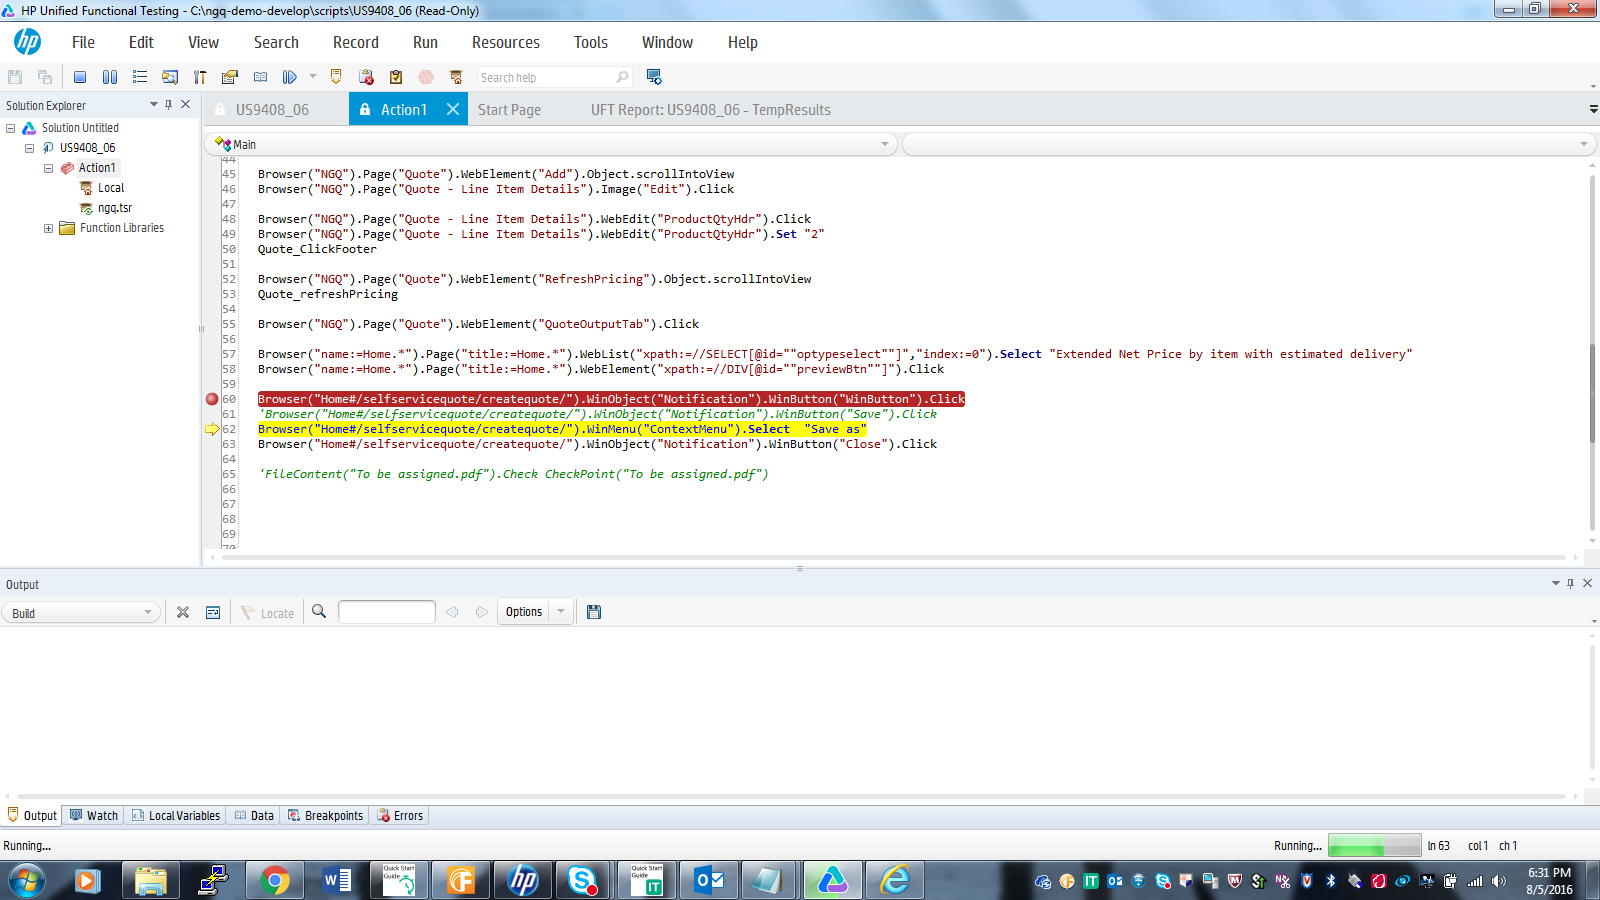 HP Unified Functional Testing - C:\ngq-demo-develop\scripts\US9408_06 (Read-Only)
hp File Edit View Search Record Run Resources Tools Window Help
Search help
Solution Explorer
US9408_06 Action1 Start Page UFT Report: US9408_06 - TempResults
Solution Untitled
US9408_06
Action1
Local
ngq.tsr
Function Libraries
Main
44
45 Browser("NGQ").Page("Quote").WebElement("Add").Object.scrollIntoView
46 Browser("NGQ").Page("Quote - Line Item Details").Image("Edit").Click
47
48 Browser("NGQ").Page("Quote - Line Item Details").WebEdit("ProductQtyHdr").Click
49 Browser("NGQ").Page("Quote - Line Item Details").WebEdit("ProductQtyHdr").Set "2"
50 Quote_ClickFooter
51
52 Browser("NGQ").Page("Quote").WebElement("RefreshPricing").Object.scrollIntoView
53 Quote_refreshPricing
54
55 Browser("NGQ").Page("Quote").WebElement("QuoteOutputTab").Click
56
57 Browser("name:=Home.*").Page("title:=Home.*").WebList("xpath:=//SELECT[@id=""optypeselect""]","index:=0").Select "Extended Net Price by item with estimated delivery"
58 Browser("name:=Home.*").Page("title:=Home.*").WebElement("xpath:=//DIV[@id=""previewBtn""]").Click
59
60 Browser("Home#/selfservicequote/createquote/").WinObject("Notification").WinButton("WinButton").Click
61 'Browser("Home#/selfservicequote/createquote/").WinObject("Notification").WinButton("Save").Click
62 Browser("Home#/selfservicequote/createquote/").WinMenu("ContextMenu").Select  "Save as"
63 Browser("Home#/selfservicequote/createquote/").WinObject("Notification").WinButton("Close").Click
64
65 'FileContent("To be assigned.pdf").Check CheckPoint("To be assigned.pdf")
66
67
68
69
70
Output
Build Locate Options
Output Watch Local Variables Data Breakpoints Errors
Running... Running... ln 63 col 1 ch 1
Quick Start Guide
Quick Start Guide IT
6:31 PM
8/5/2016